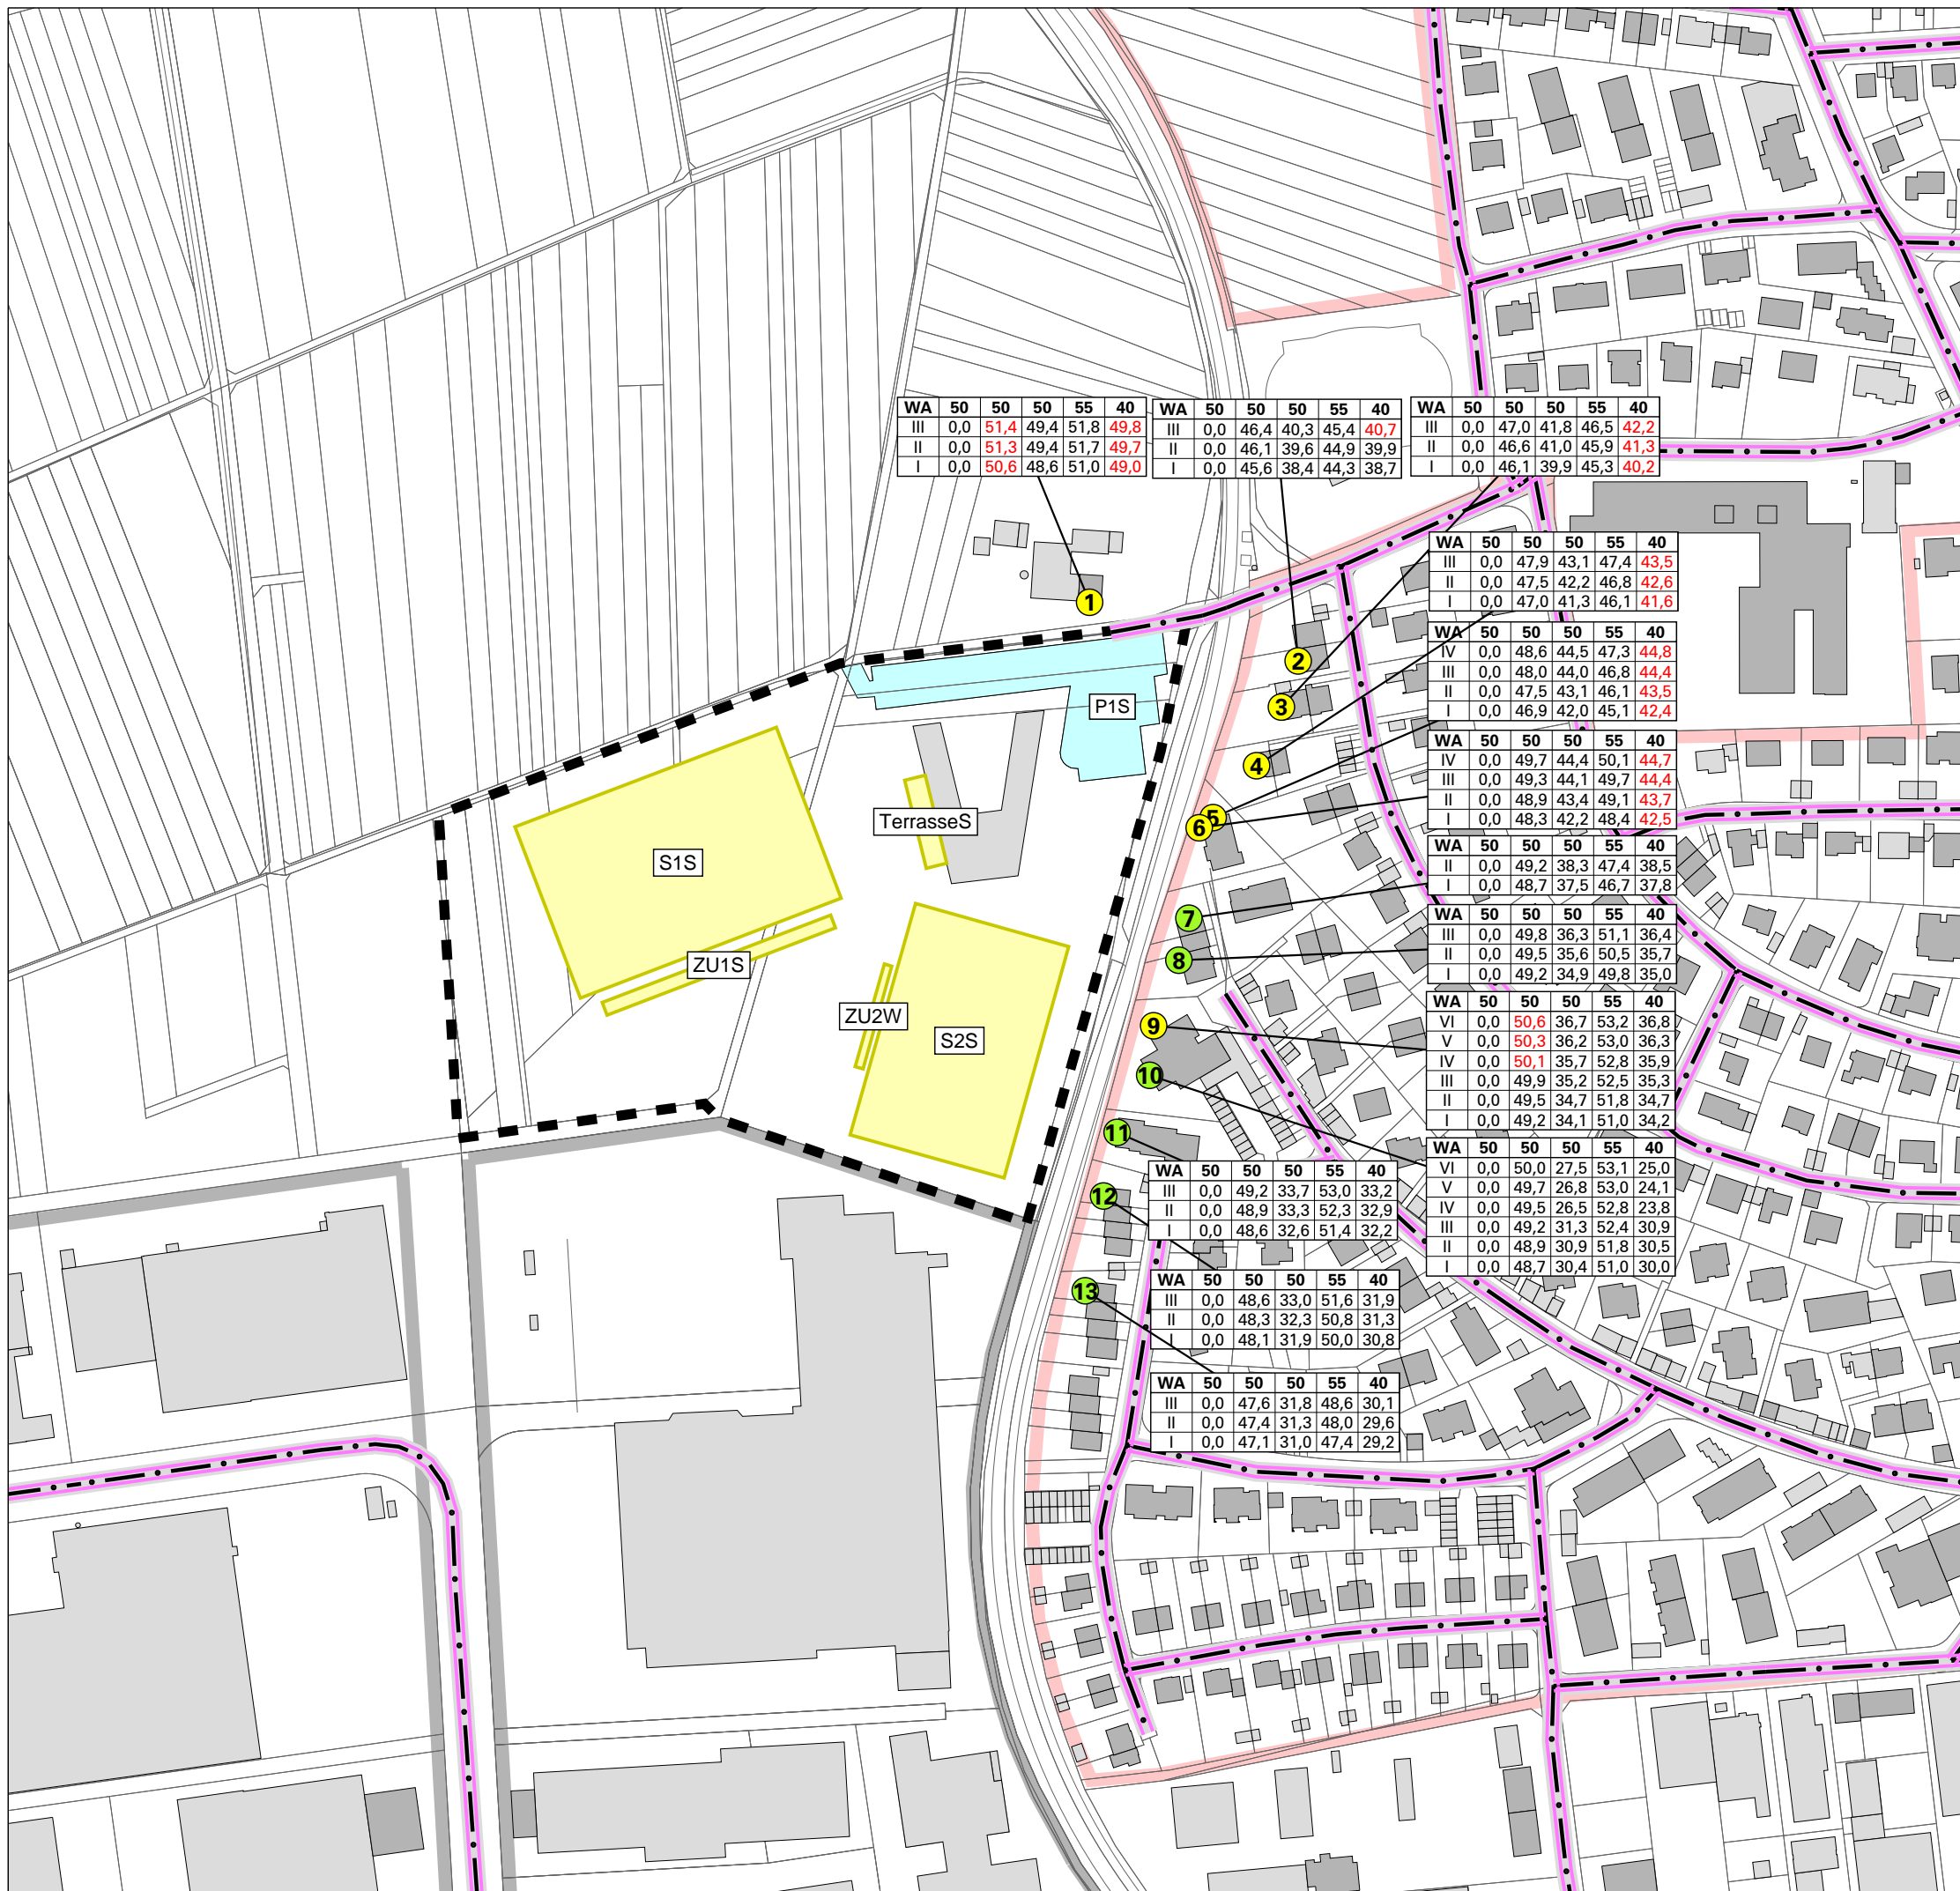 WA 50 50 50 55 40
III 0,0 51,4 49,4 51,8 49,8
II 0,0 51,3 49,4 51,7 49,7
I 0,0 50,6 48,6 51,0 49,0
WA 50 50 50 55 40
III 0,0 46,4 40,3 45,4 40,7
II 0,0 46,1 39,6 44,9 39,9
I 0,0 45,6 38,4 44,3 38,7
WA 50 50 50 55 40
III 0,0 47,0 41,8 46,5 42,2
II 0,0 46,6 41,0 45,9 41,3
I 0,0 46,1 39,9 45,3 40,2
WA 50 50 50 55 40
III 0,0 47,9 43,1 47,4 43,5
II 0,0 47,5 42,2 46,8 42,6
I 0,0 47,0 41,3 46,1 41,6
1
WA 50 50 50 55 40
IV 0,0 48,6 44,5 47,3 44,8
III 0,0 48,0 44,0 46,8 44,4
II 0,0 47,5 43,1 46,1 43,5
I 0,0 46,9 42,0 45,1 42,4
2
3
P1S
WA 50 50 50 55 40
IV 0,0 49,7 44,4 50,1 44,7
III 0,0 49,3 44,1 49,7 44,4
II 0,0 48,9 43,4 49,1 43,7
I 0,0 48,3 42,2 48,4 42,5
4
5
6
TerrasseS
S1S
WA 50 50 50 55 40
II 0,0 49,2 38,3 47,4 38,5
I 0,0 48,7 37,5 46,7 37,8
7
WA 50 50 50 55 40
III 0,0 49,8 36,3 51,1 36,4
II 0,0 49,5 35,6 50,5 35,7
I 0,0 49,2 34,9 49,8 35,0
8
ZU1S
ZU2W
S2S
9
WA 50 50 50 55 40
VI 0,0 50,6 36,7 53,2 36,8
V 0,0 50,3 36,2 53,0 36,3
IV 0,0 50,1 35,7 52,8 35,9
III 0,0 49,9 35,2 52,5 35,3
II 0,0 49,5 34,7 51,8 34,7
I 0,0 49,2 34,1 51,0 34,2
10
11
WA 50 50 50 55 40
VI 0,0 50,0 27,5 53,1 25,0
V 0,0 49,7 26,8 53,0 24,1
IV 0,0 49,5 26,5 52,8 23,8
III 0,0 49,2 31,3 52,4 30,9
II 0,0 48,9 30,9 51,8 30,5
I 0,0 48,7 30,4 51,0 30,0
WA 50 50 50 55 40
III 0,0 49,2 33,7 53,0 33,2
II 0,0 48,9 33,3 52,3 32,9
I 0,0 48,6 32,6 51,4 32,2
12
WA 50 50 50 55 40
III 0,0 48,6 33,0 51,6 31,9
II 0,0 48,3 32,3 50,8 31,3
I 0,0 48,1 31,9 50,0 30,8
13
WA 50 50 50 55 40
III 0,0 47,6 31,8 48,6 30,1
II 0,0 47,4 31,3 48,0 29,6
I 0,0 47,1 31,0 47,4 29,2